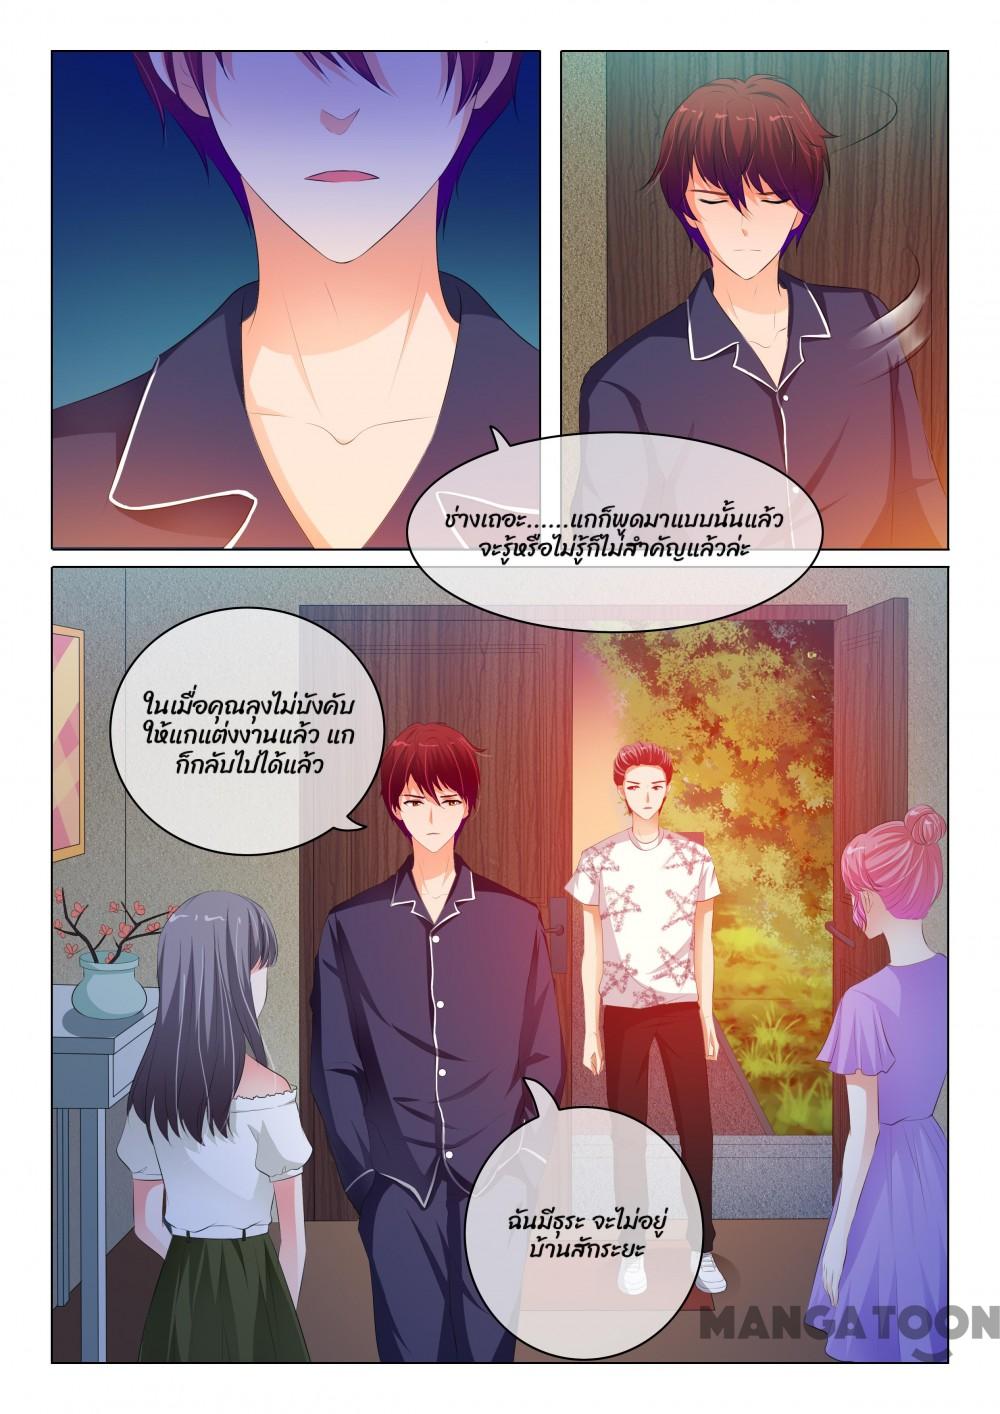 ช่างเถอะ......แกก็พูดมาแบบนั้นแล้ว
จะรู้หรือไม่รู้ก็ไม่สำคัญแล้วล่ะ
ในเมื่อคุณลุงไม่บังคับ
ให้แกแต่งงานแล้ว แก
ก็กลับไปได้แล้ว
ฉันมีธุระ จะไม่อยู่
บ้านสักระยะ
MANGATOON